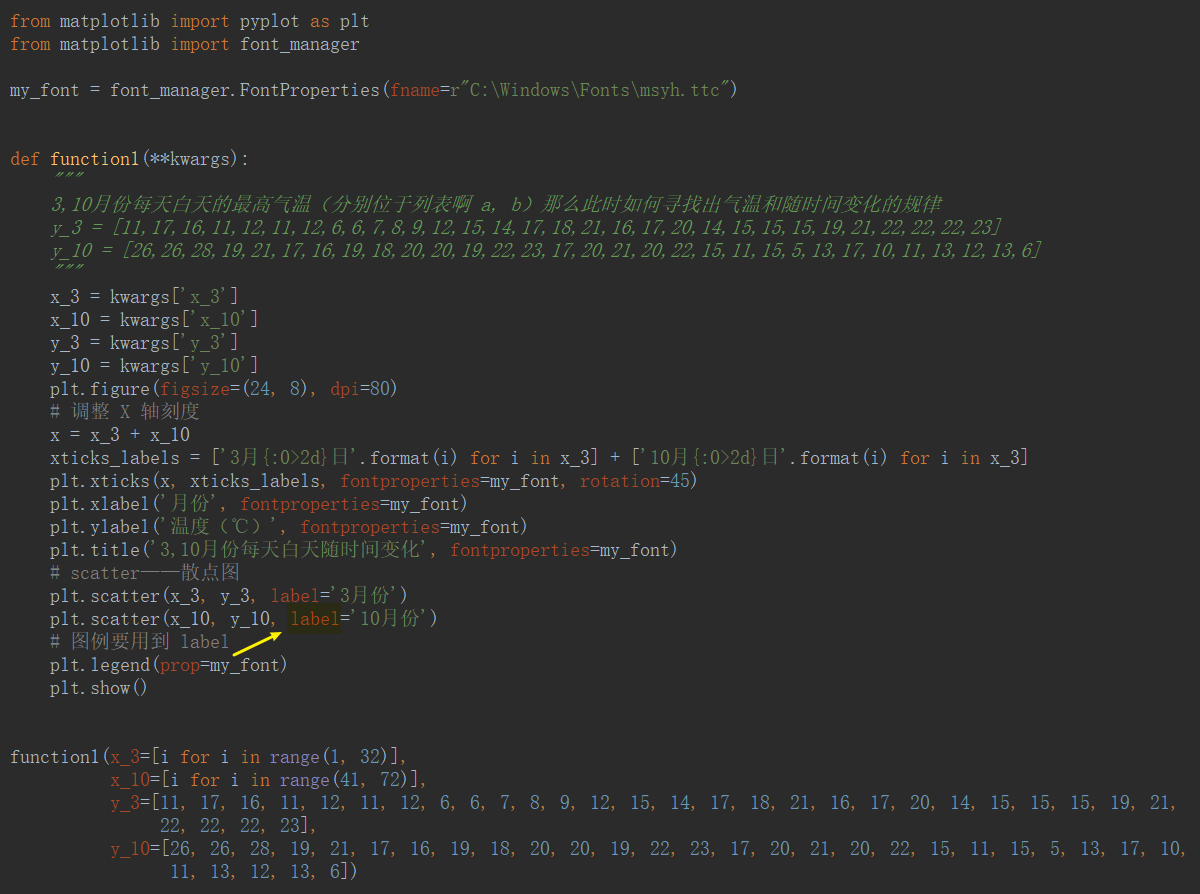 from matplotlib import pyplot as plt
from matplotlib import font_manager
my_font = font_manager.FontProperties(fname=r"C:\Windows\Fonts\msyh.ttc")
def function1(**kwargs):
"""
3,10月份每天白天的最高气温（分别位于列表啊 a, b）那么此时如何寻找出气温和随时间变化的规律
y_3 = [11,17,16,11,12,11,12,6,6,7,8,9,12,15,14,17,18,21,16,17,20,14,15,15,15,19,21,22,22,22,23]
y_10 = [26,26,28,19,21,17,16,19,18,20,20,19,22,23,17,20,21,20,22,15,11,15,5,13,17,10,11,13,12,13,6]
"""
x_3 = kwargs['x_3']
x_10 = kwargs['x_10']
y_3 = kwargs['y_3']
y_10 = kwargs['y_10']
plt.figure(figsize=(24, 8), dpi=80)
# 调整 X 轴刻度
x = x_3 + x_10
xticks_labels = ['3月{:0>2d}日'.format(i) for i in x_3] + ['10月{:0>2d}日'.format(i) for i in x_3]
plt.xticks(x, xticks_labels, fontproperties=my_font, rotation=45)
plt.xlabel('月份', fontproperties=my_font)
plt.ylabel('温度（℃）', fontproperties=my_font)
plt.title('3,10月份每天白天随时间变化', fontproperties=my_font)
# scatter——散点图
plt.scatter(x_3, y_3, label='3月份')
plt.scatter(x_10, y_10, label='10月份')
# 图例要用到 label
plt.legend(prop=my_font)
plt.show()
function1(x_3=[i for i in range(1, 32)],
x_10=[i for i in range(41, 72)],
y_3=[11, 17, 16, 11, 12, 11, 12, 6, 6, 7, 8, 9, 12, 15, 14, 17, 18, 21, 16, 17, 20, 14, 15, 15, 15, 19, 21,
22, 22, 22, 23],
y_10=[26, 26, 28, 19, 21, 17, 16, 19, 18, 20, 20, 19, 22, 23, 17, 20, 21, 20, 22, 15, 11, 15, 5, 13, 17, 10,
11, 13, 12, 13, 6])